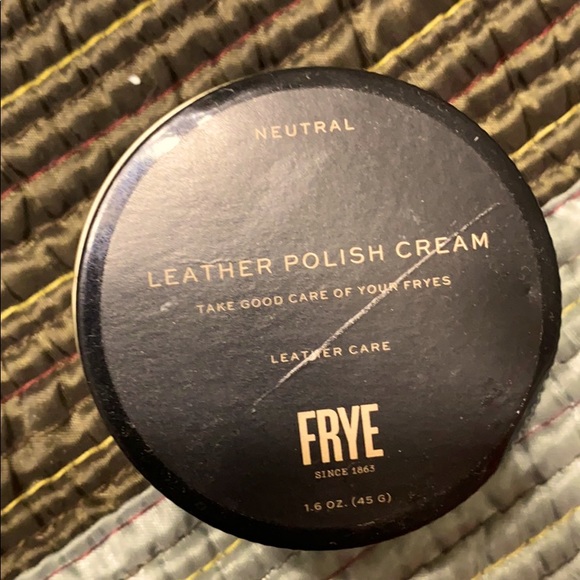 NEUTRAL
LEATHER POLISH CREAM
TAKE GOOD CARE OF YOUR FRYES
LEATHER CARE
FRYE
SINCE 1863
1.6 OZ. (45 G)